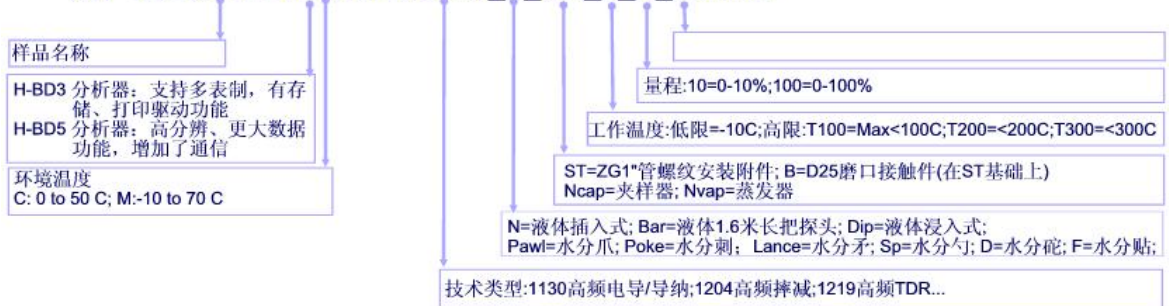 样品名称
H-BD3 分析器：支持多表制，有存
储、打印驱动功能
H-BD5 分析器：高分辨、更大数据
功能，增加了通信
环境温度
C: 0 to 50 C; M:-10 to 70 C
量程:10=0-10%;100=0-100%
工作温度:低限=-10C;高限:T100=Max<100C;T200=<200C;T300=<300C
ST=ZG1"管螺纹安装附件; B=D25磨口接触件(在ST基础上)
Ncap=夹样器; Nvap=蒸发器
N=液体插入式; Bar=液体1.6米长把探头; Dip=液体浸入式;
Pawl=水分爪; Poke=水分刺；Lance=水分矛; Sp=水分勺; D=水分砣; F=水分贴;
技术类型:1130高频电导/导纳;1204高频摔减;1219高频TDR...